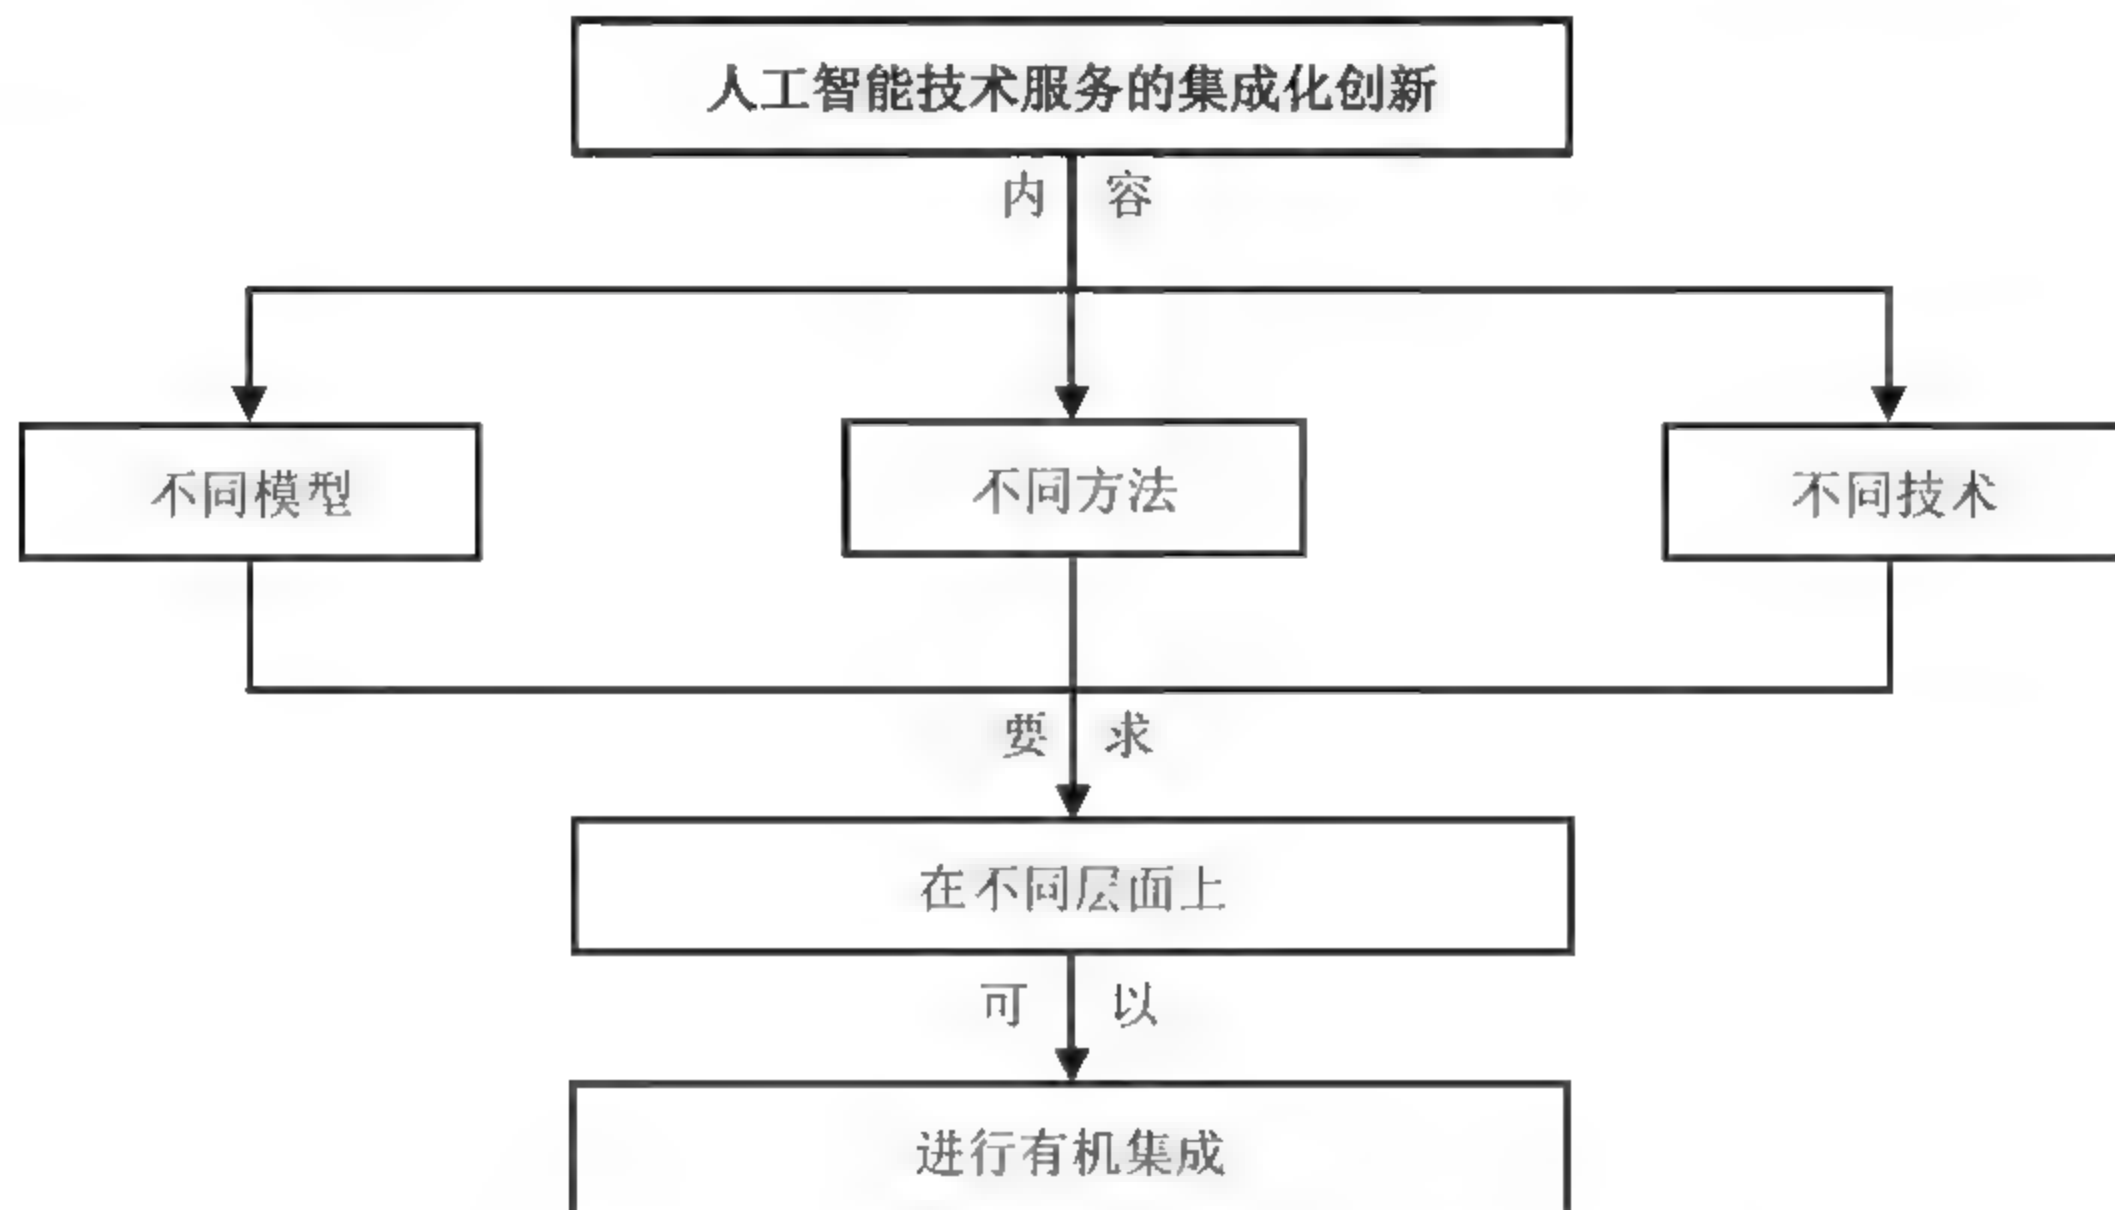 人工智能技术服务的集成化创新
内 容
不同模型
不同方法
不同技术
要 求
在不同层面上
可 以
进行有机集成